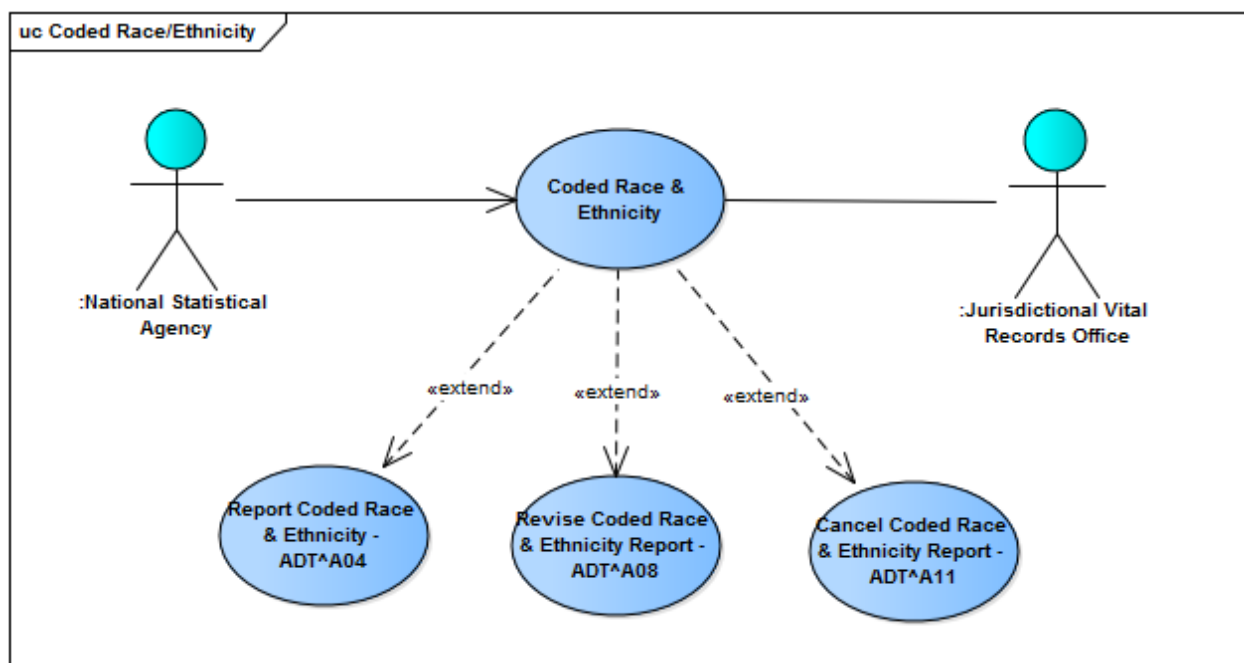 uc Coded Race/Ethnicity
Coded Race &
Ethnicity
:National Statistical
Agency
:Jurisdictional Vital
Records Office
«extend»
«extend»
«extend»
Report Coded Race
& Ethnicity -
ADT^A04
Revise Coded Race
& Ethnicity Report -
ADT^A08
Cancel Coded Race
& Ethnicity Report -
ADT^A11